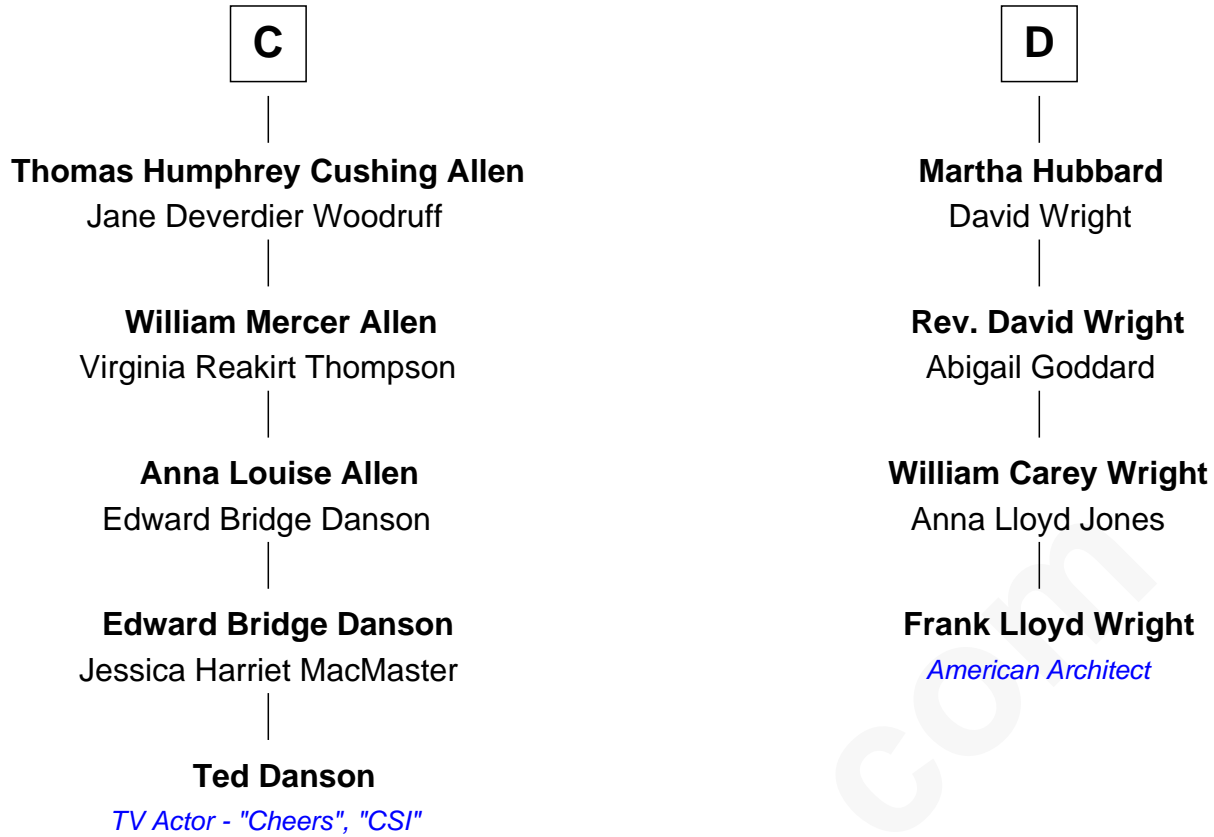 C
Thomas Humphrey Cushing Allen
Jane Deverdier Woodruff
William Mercer Allen
Virginia Reakirt Thompson
Anna Louise Allen
Edward Bridge Danson
Edward Bridge Danson
Jessica Harriet MacMaster
Ted Danson
TV Actor - "Cheers", "CSI"
D
Martha Hubbard
David Wright
Rev. David Wright
Abigail Goddard
William Carey Wright
Anna Lloyd Jones
Frank Lloyd Wright
American Architect
com